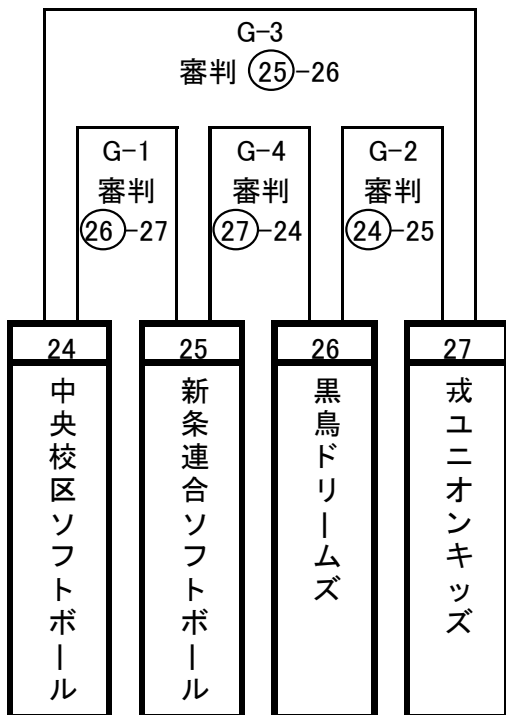 G-3
審判 25-26
G-1
審判
26-27
G-4
審判
27-24
G-2
審判
24-25
24
25
26
27
中央校区ソフトボール
新条連合ソフトボール
黒鳥ドリームズ
戎ユニオンキッズ